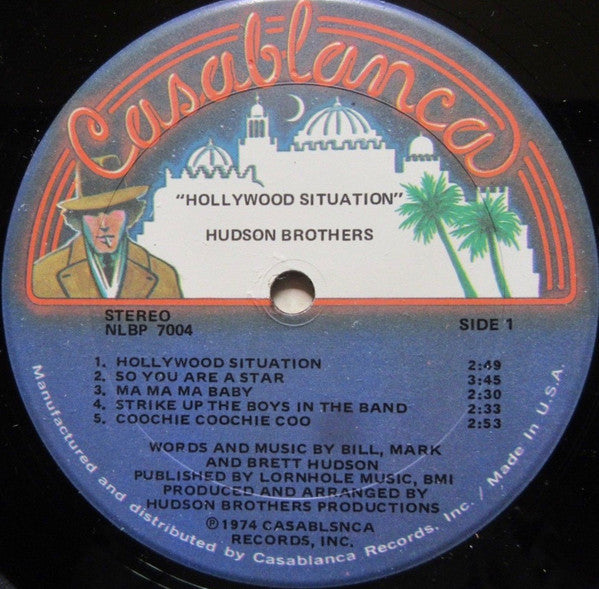 Casablanca
"HOLLYWOOD SITUATION"
HUDSON BROTHERS
STEREO
NLBP 7004
SIDE 1
1. HOLLYWOOD SITUATION 2:49
2. SO YOU ARE A STAR 3:45
3. MA MA MA BABY 2:30
4. STRIKE UP THE BOYS IN THE BAND 2:33
5. COOCHIE COOCHIE COO 2:53
WORDS AND MUSIC BY BILL, MARK
AND BRETT HUDSON
PUBLISHED BY LORNHOLE MUSIC, BMI
PRODUCED AND ARRANGED BY
HUDSON BROTHERS PRODUCTIONS
℗ 1974 CASABLSNCA
RECORDS, INC.
Manufactured and distributed by Casablanca Records, Inc. / Made In U.S.A.